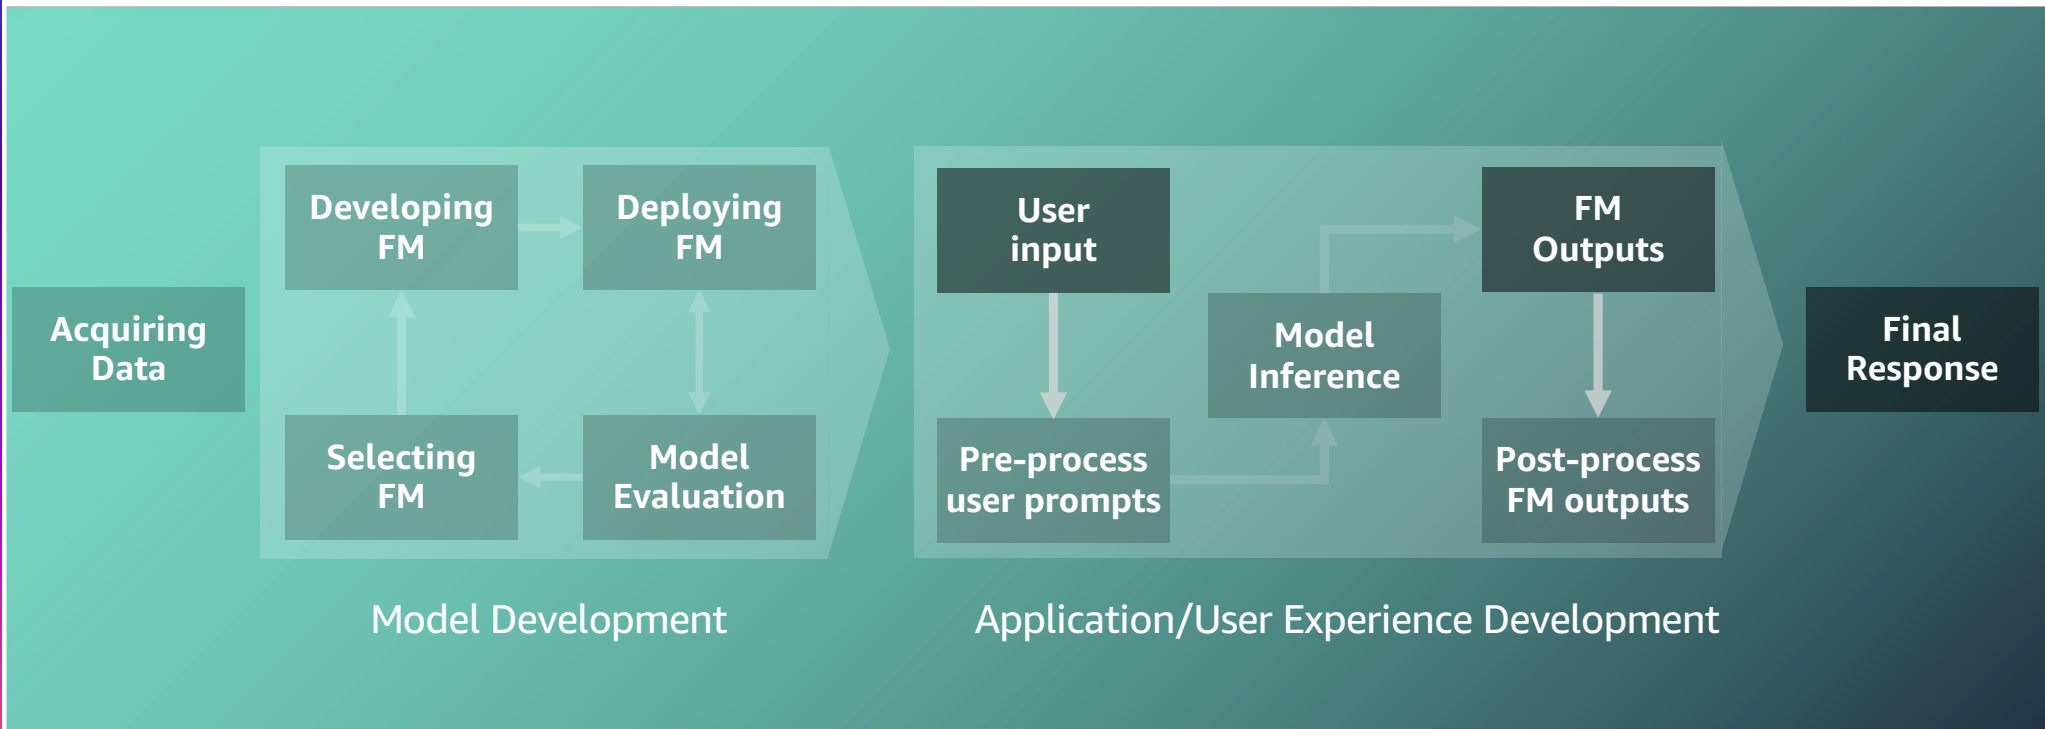 Acquiring
Data
Developing
FM
Deploying
FM
Selecting
FM
Model
Evaluation
Model Development
User
input
Pre-process
user prompts
Model
Inference
FM
Outputs
Post-process
FM outputs
Application/User Experience Development
Final
Response